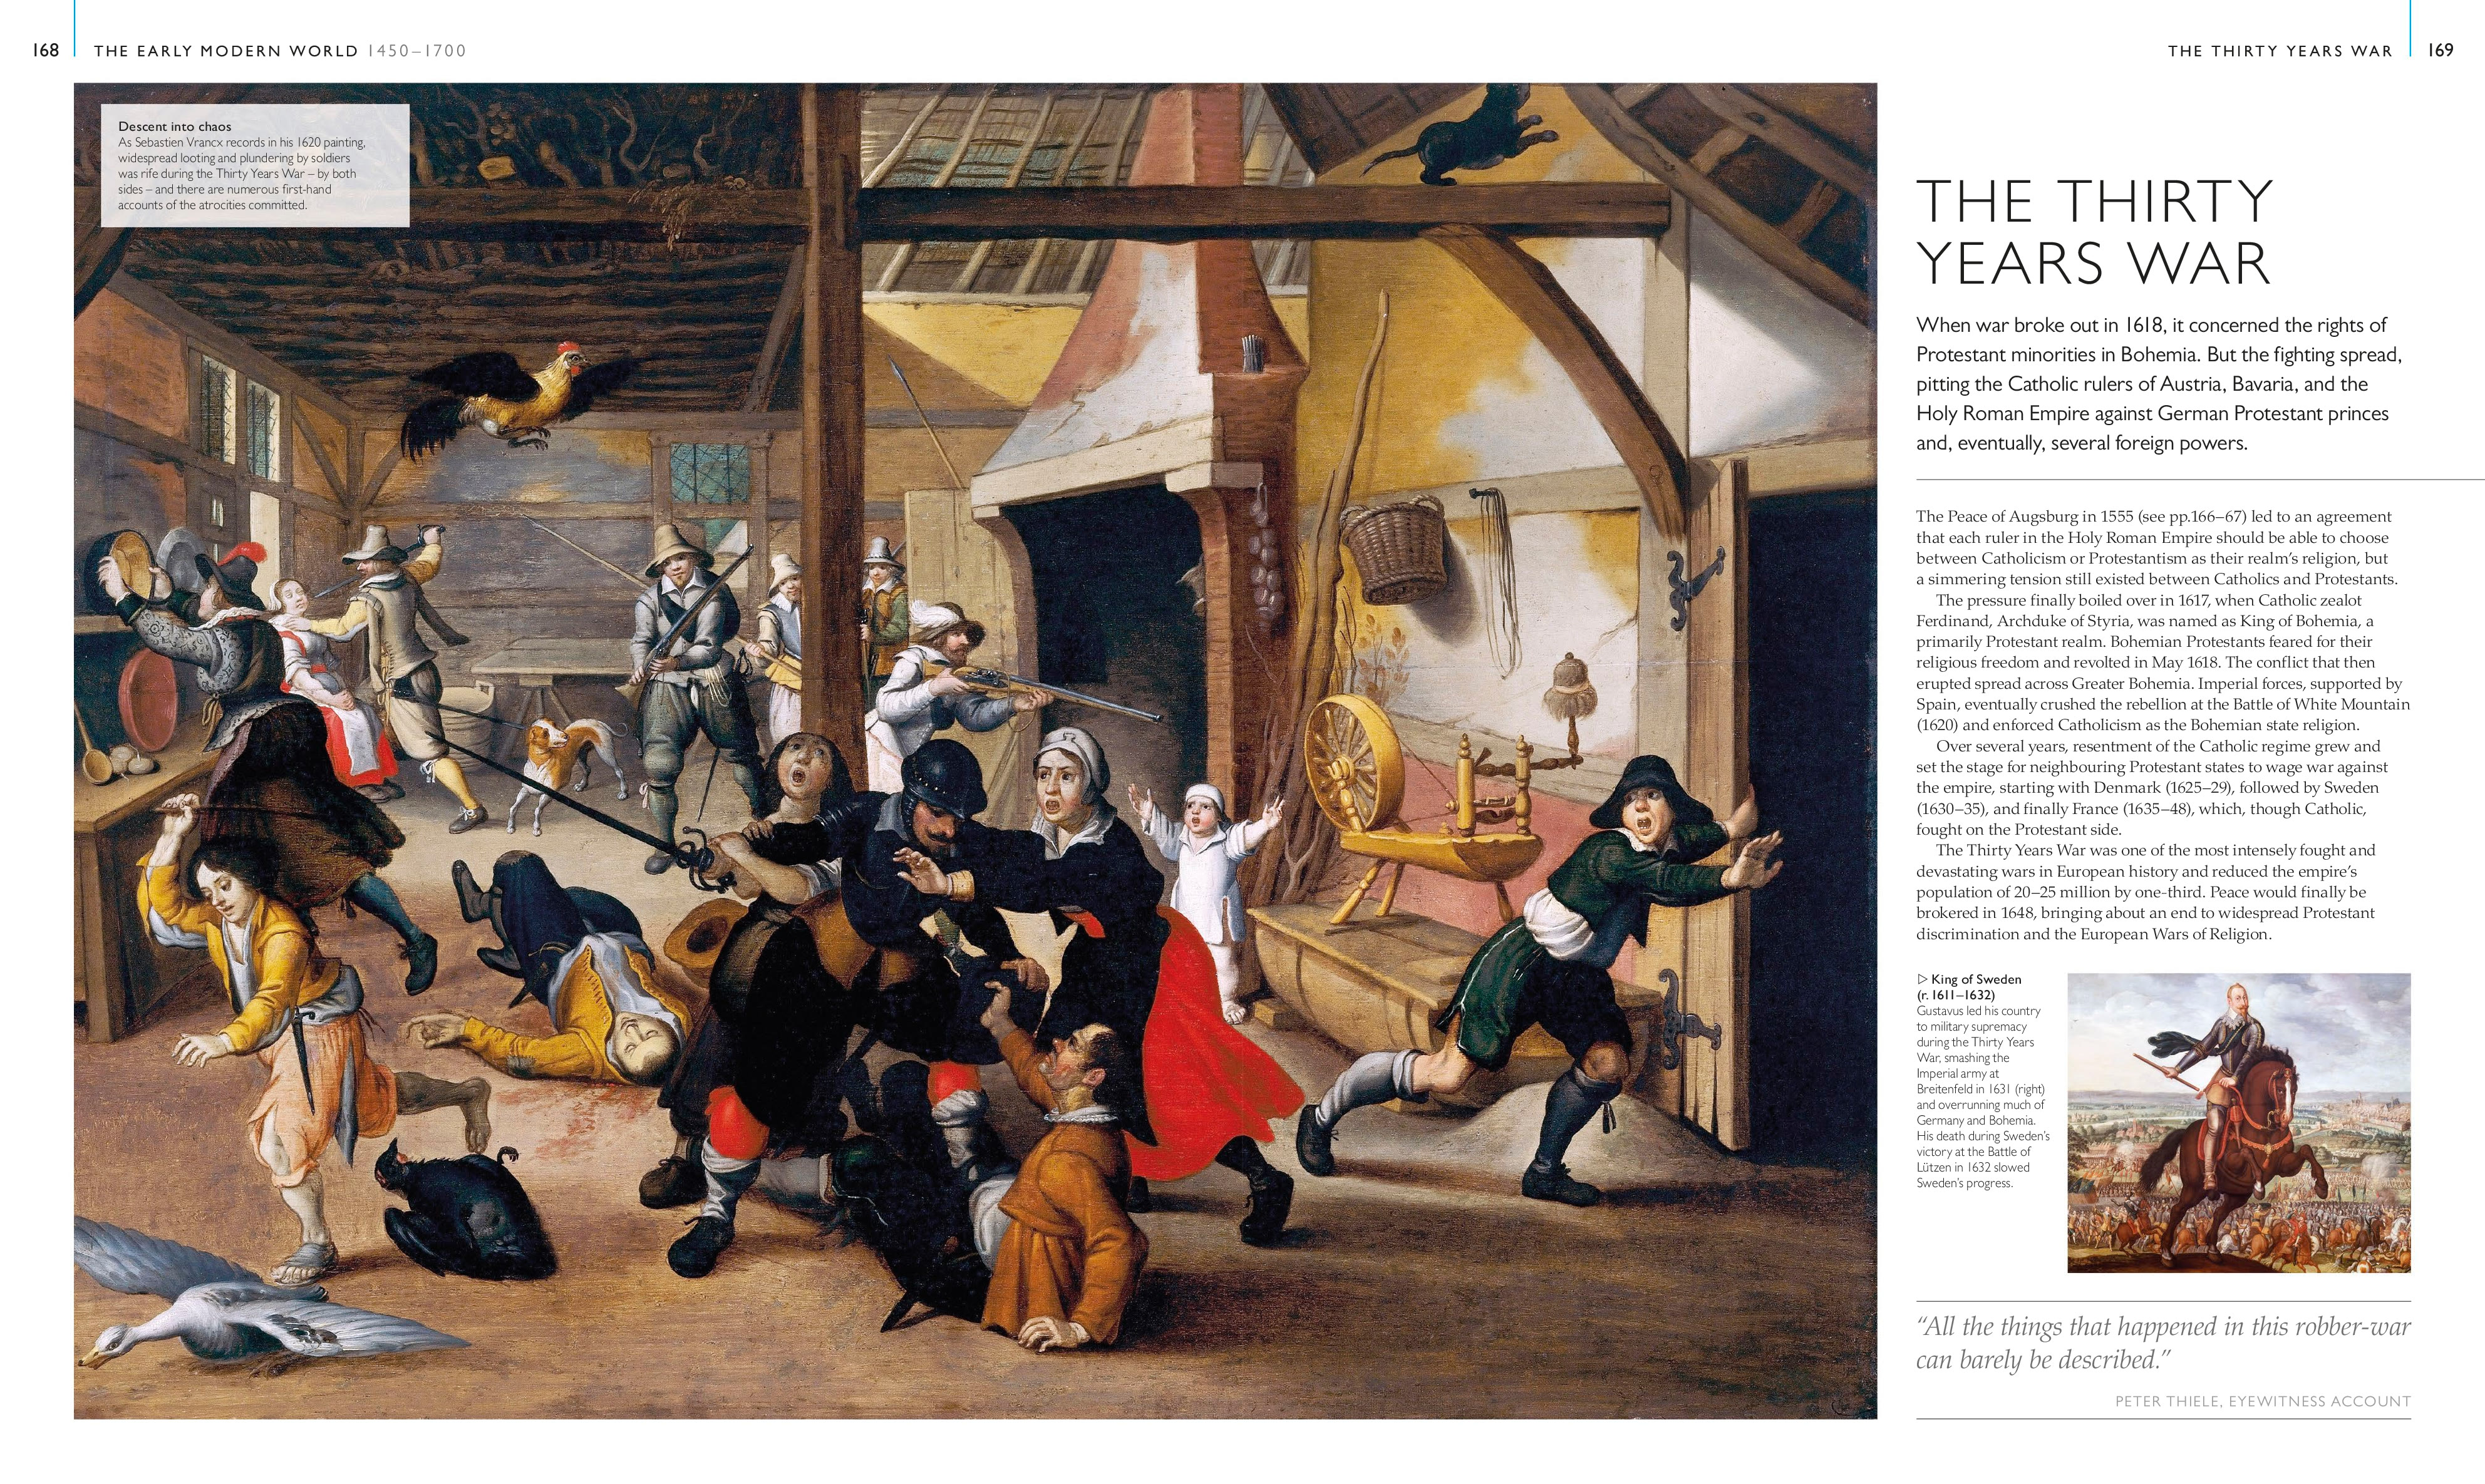 168
THE EARLY MODERN WORLD 1450–1700
THE THIRTY YEARS WAR
169
Descent into chaos
As Sebastien Vrancx records in his 1620 painting,
widespread looting and plundering by soldiers
was rife during the Thirty Years War – by both
sides – and there are numerous first-hand
accounts of the atrocities committed.
THE THIRTY
YEARS WAR
When war broke out in 1618, it concerned the rights of
Protestant minorities in Bohemia. But the fighting spread,
pitting the Catholic rulers of Austria, Bavaria, and the
Holy Roman Empire against German Protestant princes
and, eventually, several foreign powers.
The Peace of Augsburg in 1555 (see pp.166–67) led to an agreement
that each ruler in the Holy Roman Empire should be able to choose
between Catholicism or Protestantism as their realm’s religion, but
a simmering tension still existed between Catholics and Protestants.
The pressure finally boiled over in 1617, when Catholic zealot
Ferdinand, Archduke of Styria, was named as King of Bohemia, a
primarily Protestant realm. Bohemian Protestants feared for their
religious freedom and revolted in May 1618. The conflict that then
erupted spread across Greater Bohemia. Imperial forces, supported by
Spain, eventually crushed the rebellion at the Battle of White Mountain
(1620) and enforced Catholicism as the Bohemian state religion.
Over several years, resentment of the Catholic regime grew and
set the stage for neighbouring Protestant states to wage war against
the empire, starting with Denmark (1625–29), followed by Sweden
(1630–35), and finally France (1635–48), which, though Catholic,
fought on the Protestant side.
The Thirty Years War was one of the most intensely fought and
devastating wars in European history and reduced the empire’s
population of 20–25 million by one-third. Peace would finally be
brokered in 1648, bringing about an end to widespread Protestant
discrimination and the European Wars of Religion.
▷ King of Sweden
(r. 1611–1632)
Gustavus led his country
to military supremacy
during the Thirty Years
War, smashing the
Imperial army at
Breitenfeld in 1631 (right)
and overrunning much of
Germany and Bohemia.
His death during Sweden’s
victory at the Battle of
Lützen in 1632 slowed
Sweden’s progress.
“All the things that happened in this robber-war
can barely be described.”
PETER THIELE, EYEWITNESS ACCOUNT